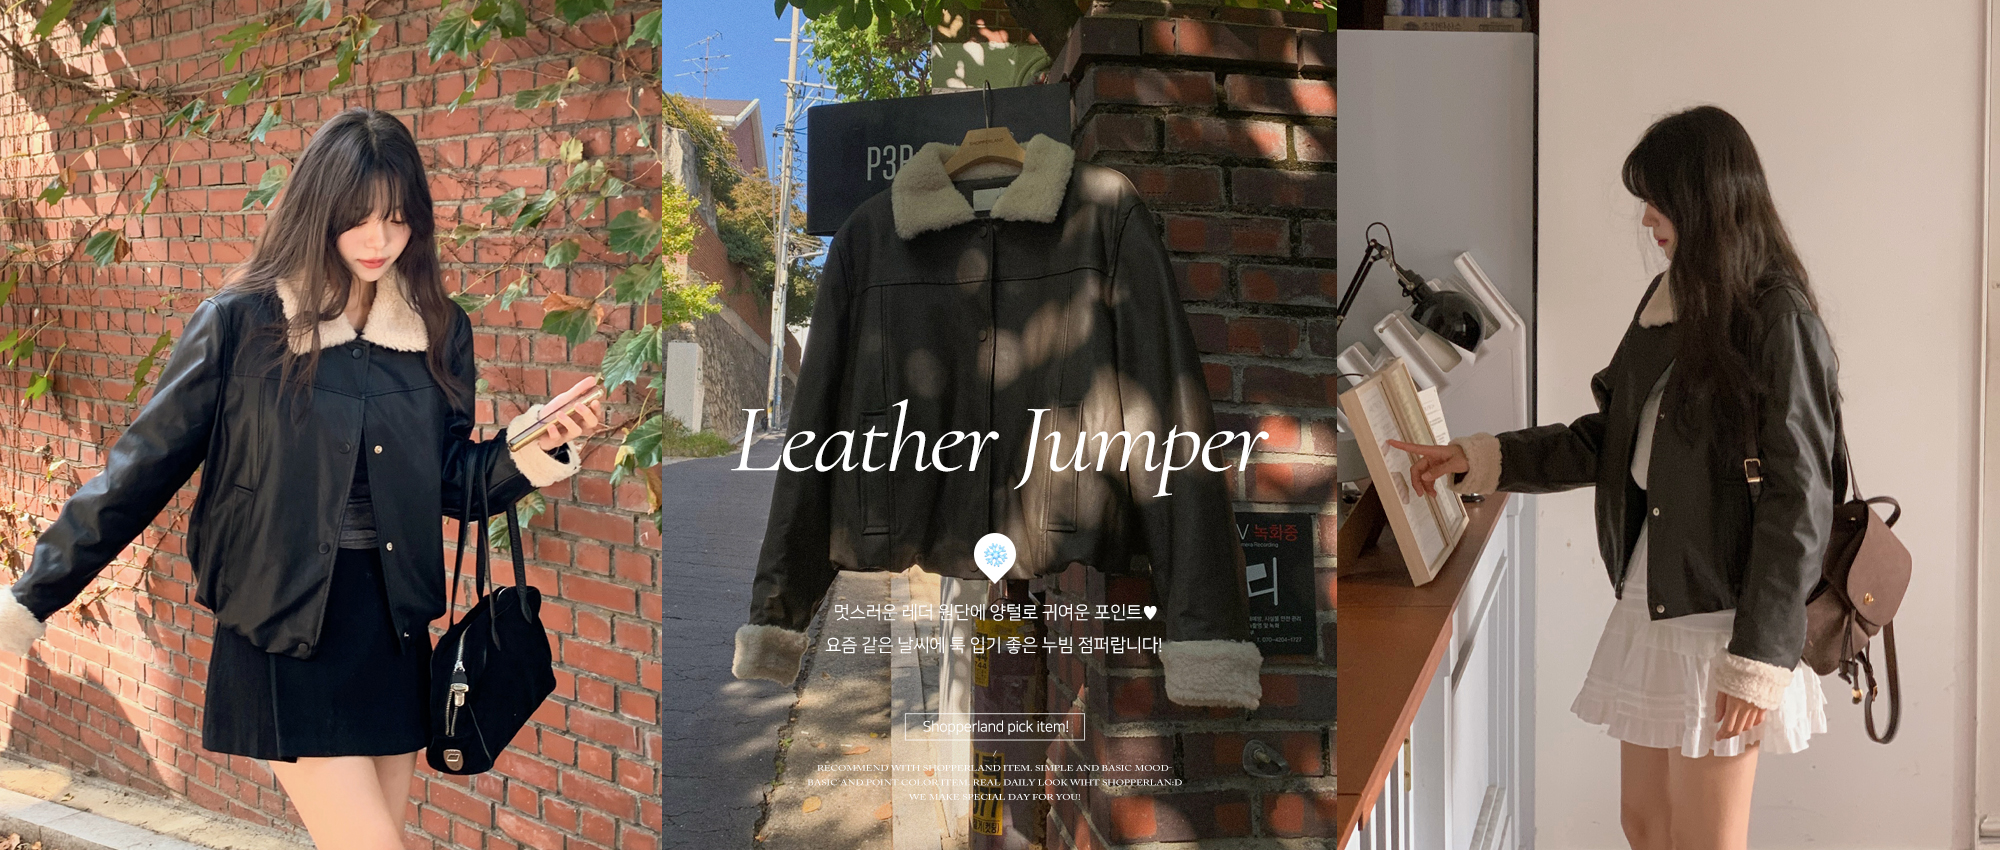 P3P
Leather Jumper
녹화중
멋스러운 레더 원단에 양털로 귀여운 포인트♥
요즘 같은 날씨에 툭 입기 좋은 누빔 점퍼랍니다!
Shopperland pick item!
/
RECOMMEND WITH SHOPPERLAND ITEM. SIMPLE AND BASIC MOOD-
BASIC AND POINT COLOR ITEM. REAL DAILY LOOK WIHT SHOPPERLAN:D
WE MAKE SPECIAL DAY FOR YOU!